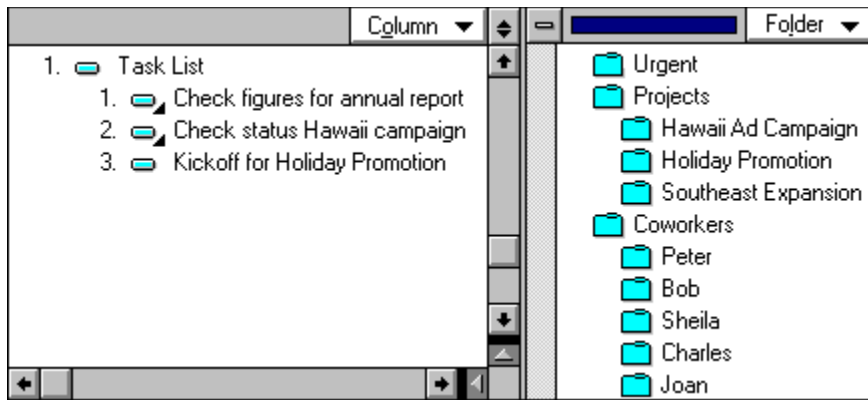 Column
1. Task List
1. Check figures for annual report
2. Check status Hawaii campaign
3. Kickoff for Holiday Promotion
Folder
Urgent
Projects
Hawaii Ad Campaign
Holiday Promotion
Southeast Expansion
Coworkers
Peter
Bob
Sheila
Charles
Joan